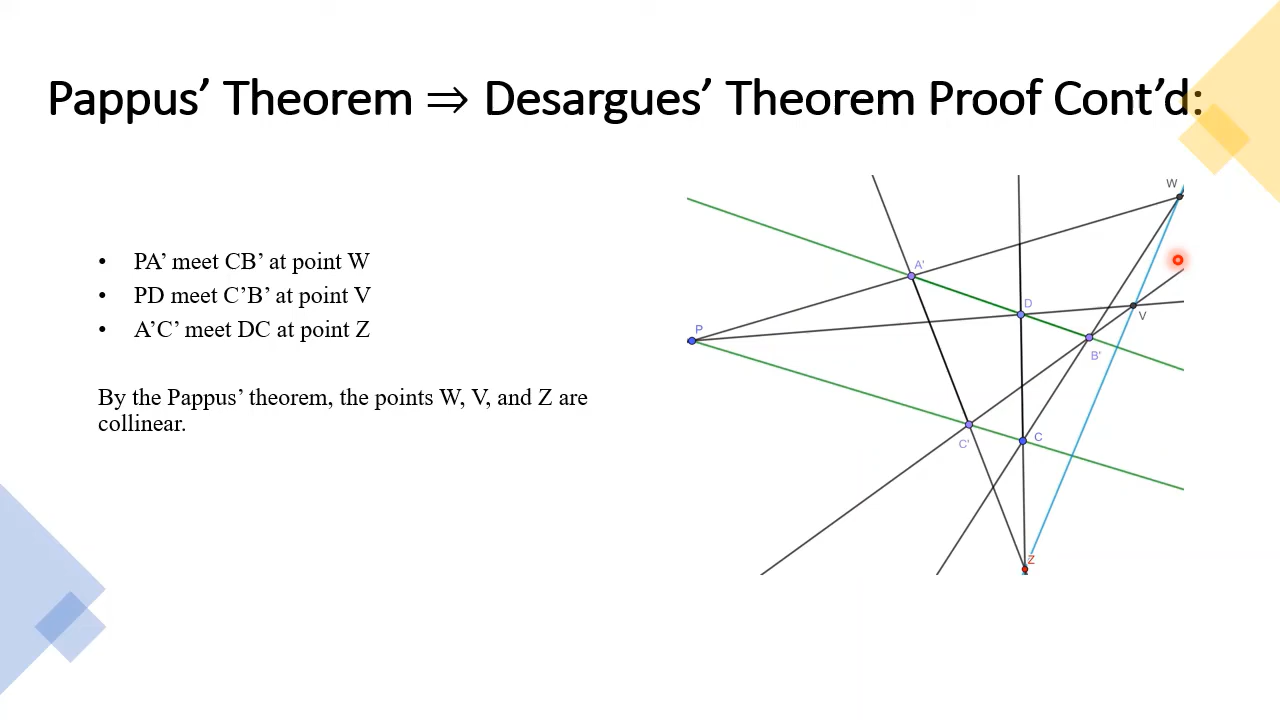 Pappus’ Theorem ⇒ Desargues’ Theorem Proof Cont’d:
• PA’ meet CB’ at point W
• PD meet C’B’ at point V
• A’C’ meet DC at point Z
By the Pappus’ theorem, the points W, V, and Z are
collinear.
W
A'
D
V
P
B'
C'
C
Z